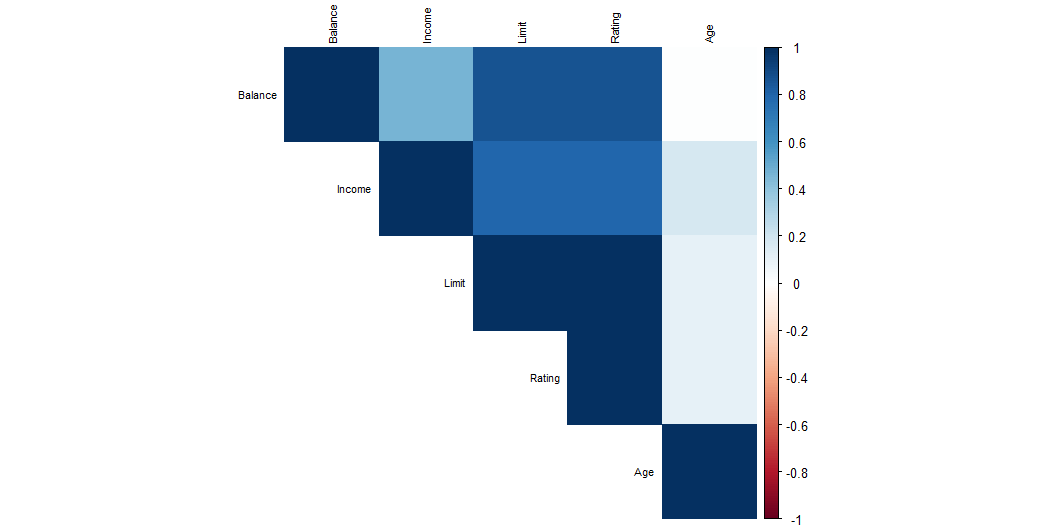 Balance
Income
Limit
Rating
Age
Balance
Income
Limit
Rating
Age
1
0.8
0.6
0.4
0.2
0
-0.2
-0.4
-0.6
-0.8
-1